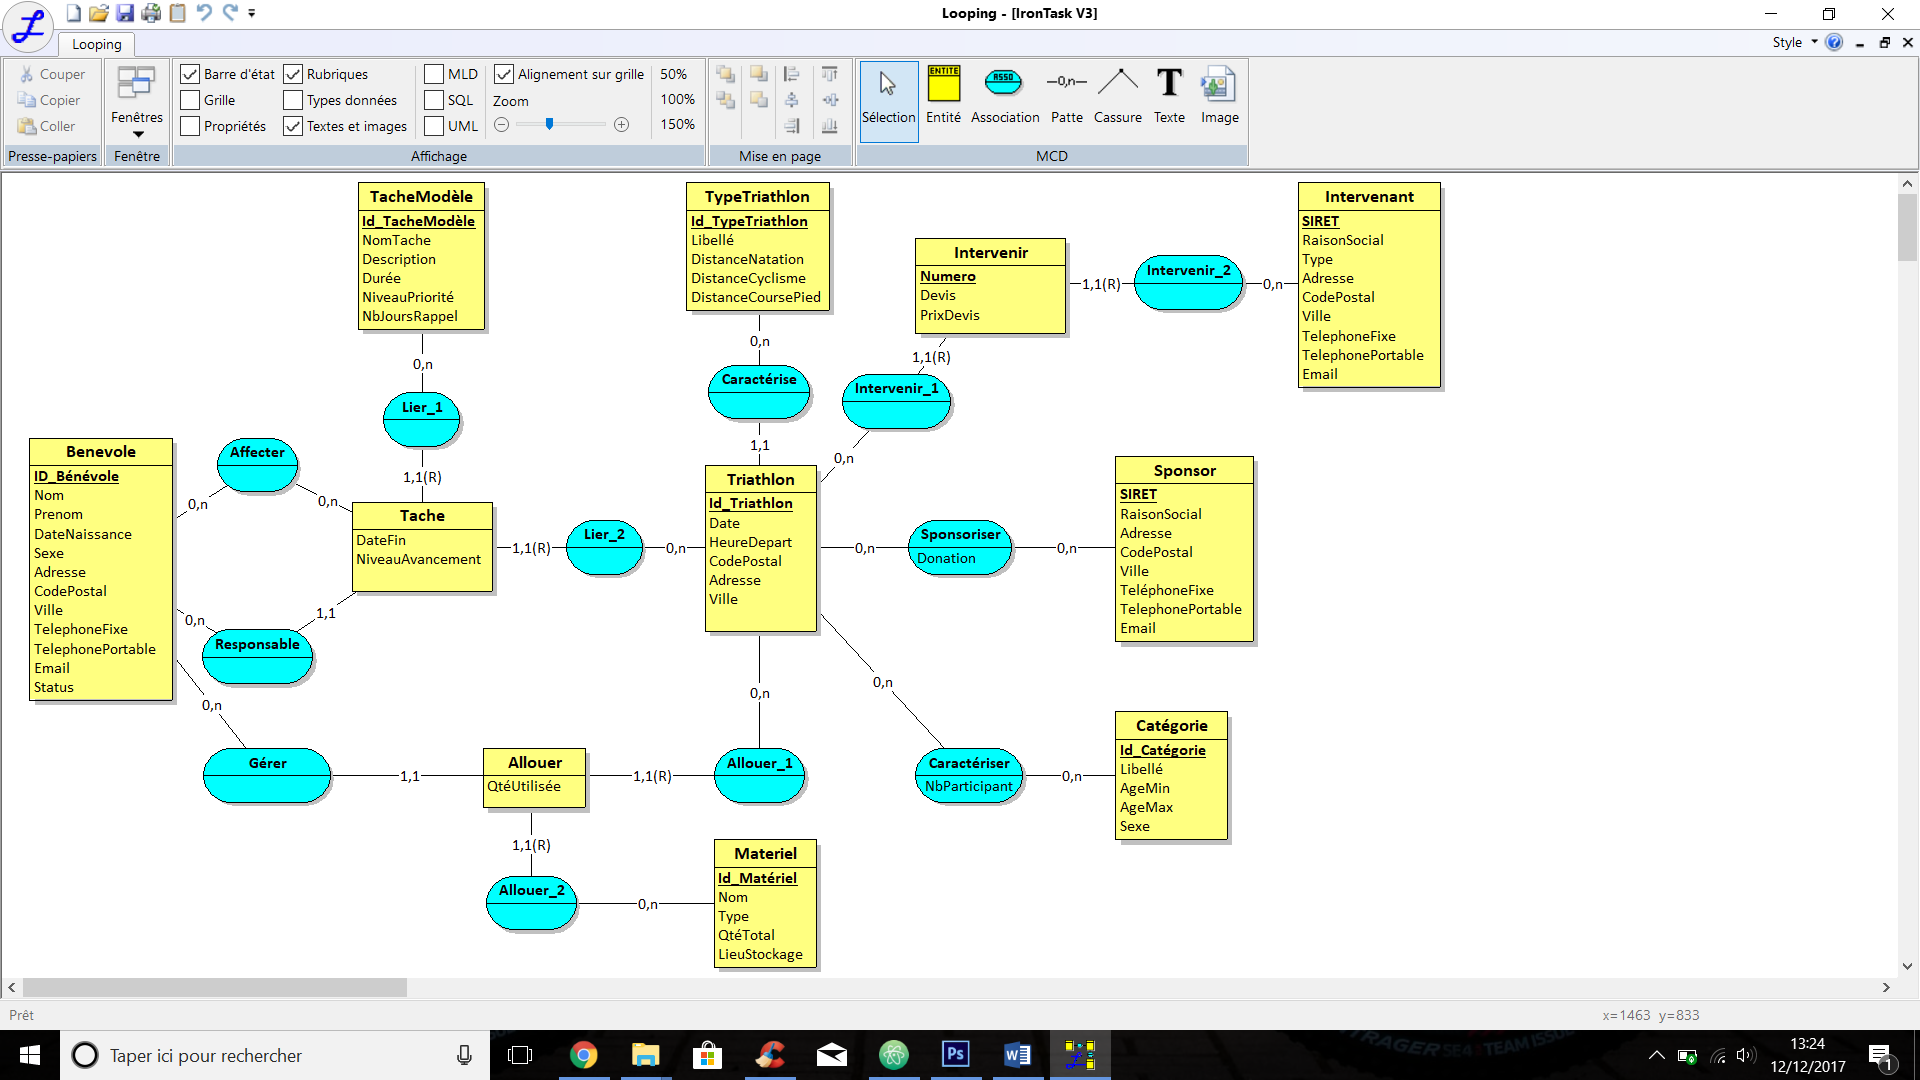 Looping - [IronTask V3]
Looping
Style
Couper
Copier
Coller
Presse-papiers
Fenêtres
Fenêtre
Barre d'état
Rubriques
MLD
Alignement sur grille
50%
Grille
Types données
SQL
Zoom
100%
Propriétés
Textes et images
UML
150%
Affichage
Mise en page
ENTITE
ASSO
0,n
Sélection
Entité
Association
Patte
Cassure
Texte
Image
MCD
TacheModèle
Id_TacheModèle
NomTache
Description
Durée
NiveauPriorité
NbJoursRappel
TypeTriathlon
Id_TypeTriathlon
Libellé
DistanceNatation
DistanceCyclisme
DistanceCoursePied
Intervenir
Numero
Devis
PrixDevis
1,1(R)
Intervenir_2
0,n
Intervenant
SIRET
RaisonSocial
Type
Adresse
CodePostal
Ville
TelephoneFixe
TelephonePortable
Email
0,n
Lier_1
1,1(R)
0,n
Caractérise
1,1
1,1(R)
Intervenir_1
0,n
Benevole
ID_Bénévole
Nom
Prenom
DateNaissance
Sexe
Adresse
CodePostal
Ville
TelephoneFixe
TelephonePortable
Email
Status
Affecter
0,n
0,n
Tache
DateFin
NiveauAvancement
1,1(R)
Lier_2
0,n
Triathlon
Id_Triathlon
Date
HeureDepart
CodePostal
Adresse
Ville
0,n
Sponsoriser
Donation
0,n
Sponsor
SIRET
RaisonSocial
Adresse
CodePostal
Ville
TeléphoneFixe
TelephonePortable
Email
0,n
1,1
Responsable
0,n
Gérer
1,1
Allouer
QtéUtilisée
1,1(R)
0,n
Allouer_1
0,n
Caractériser
NbParticipant
0,n
Catégorie
Id_Catégorie
Libellé
AgeMin
AgeMax
Sexe
1,1(R)
Allouer_2
0,n
Materiel
Id_Matériel
Nom
Type
QtéTotal
LieuStockage
Prêt
x=1463 y=833
Taper ici pour rechercher
Ps
13:24
12/12/2017
1